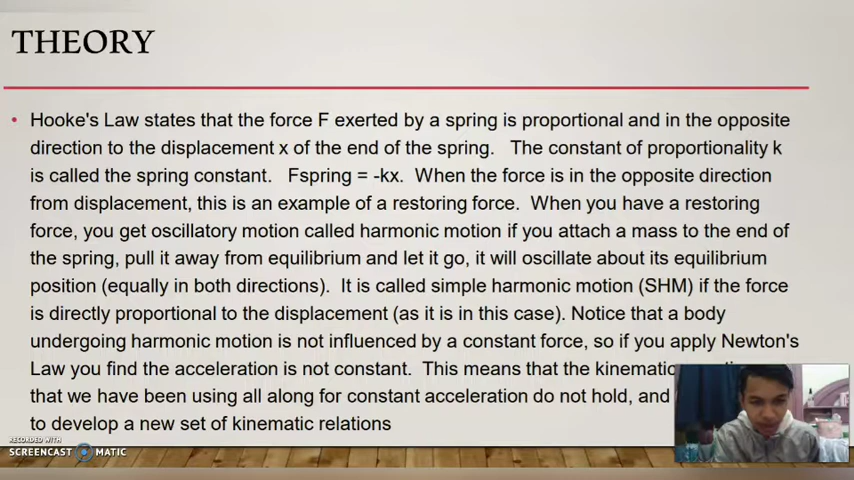 THEORY
• Hooke's Law states that the force F exerted by a spring is proportional and in the opposite
direction to the displacement x of the end of the spring.   The constant of proportionality k
is called the spring constant.   Fspring = -kx.  When the force is in the opposite direction
from displacement, this is an example of a restoring force.  When you have a restoring
force, you get oscillatory motion called harmonic motion if you attach a mass to the end of
the spring, pull it away from equilibrium and let it go, it will oscillate about its equilibrium
position (equally in both directions).  It is called simple harmonic motion (SHM) if the force
is directly proportional to the displacement (as it is in this case). Notice that a body
undergoing harmonic motion is not influenced by a constant force, so if you apply Newton's
Law you find the acceleration is not constant.  This means that the kinematic
that we have been using all along for constant acceleration do not hold, and
to develop a new set of kinematic relations
RECORDED WITH
SCREENCAST MATIC